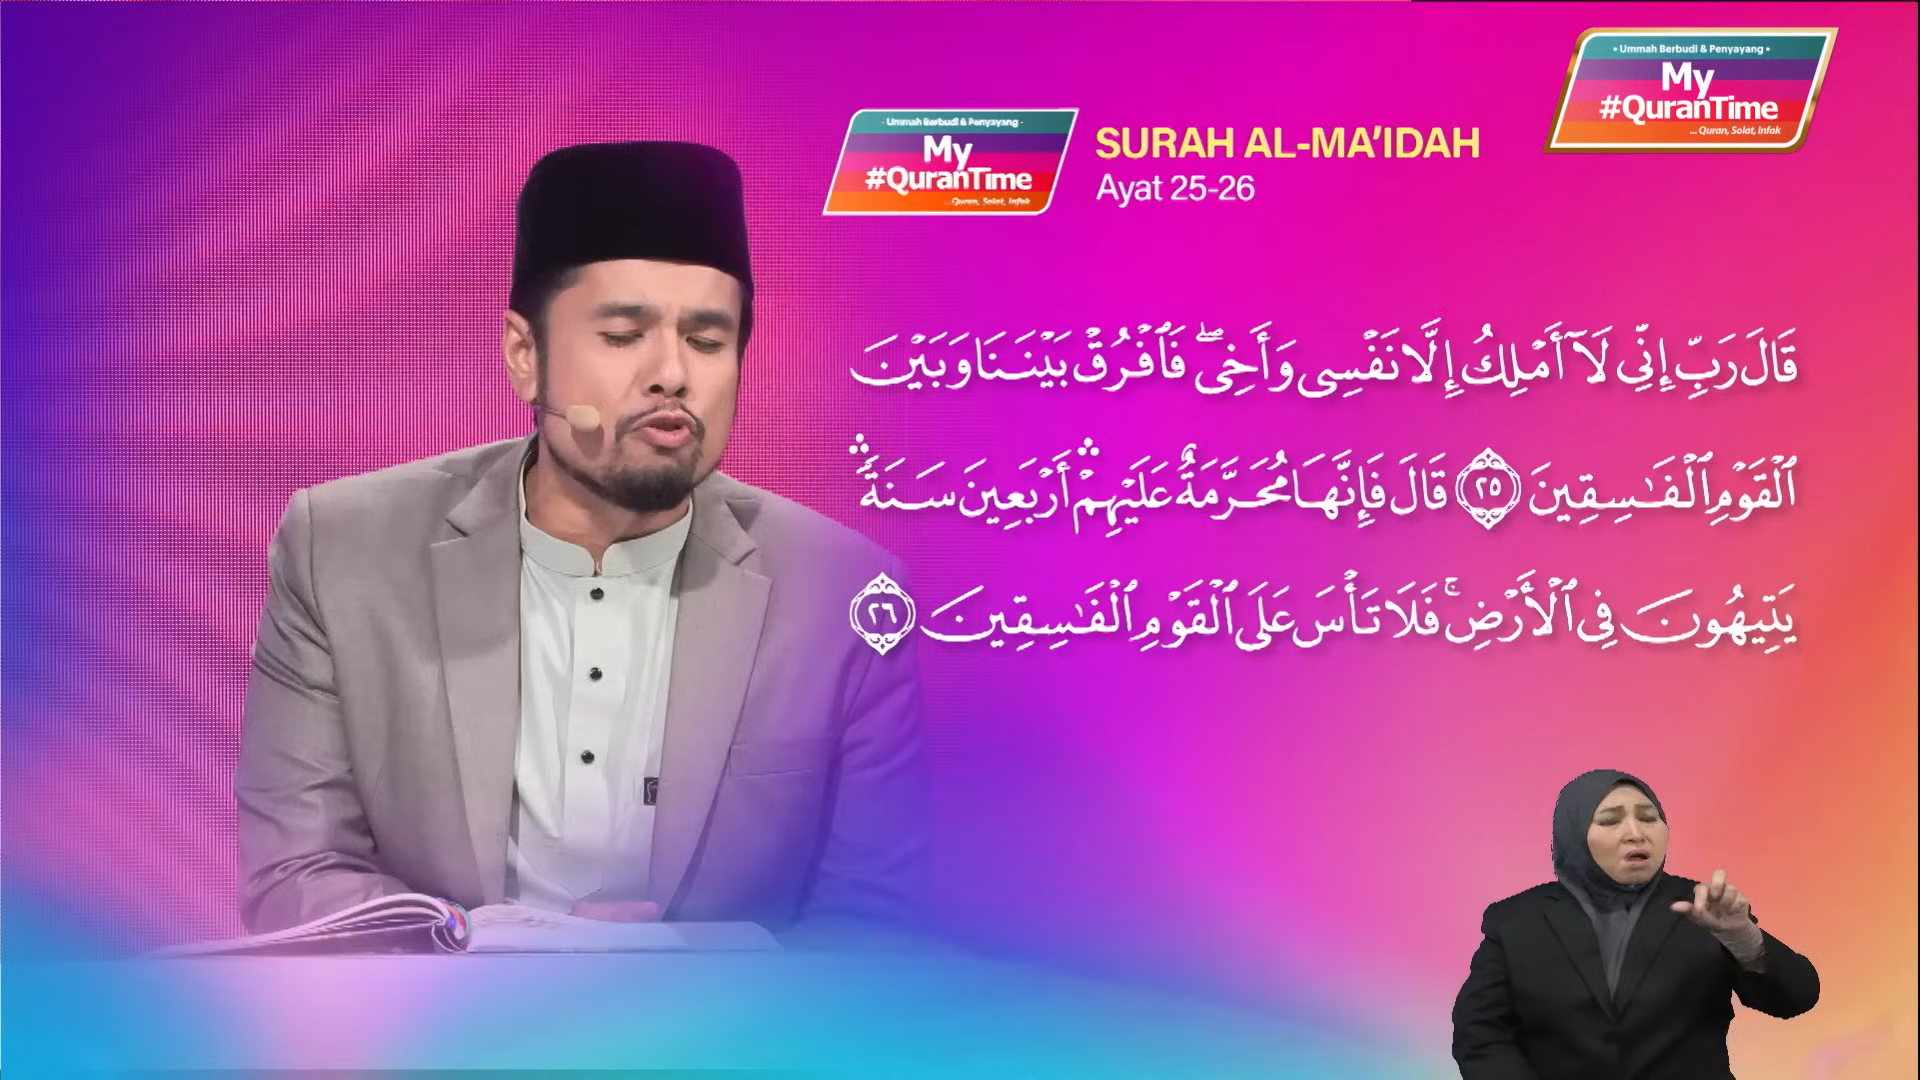 • Ummah Berbudi & Penyayang •
My
#QuranTime
... Quran, Solat, Infak
- Ummah Berbudi & Penyayang -
My
#QuranTime
...Quran, Solat, Infak
SURAH AL-MA'IDAH
Ayat 25-26
قَالَ رَبِّ إِنِّي لَآ أَمْلِكُ إِلَّا نَفْسِى وَأَخِىۖ فَٱفْرُقْ بَيْنَنَا وَبَيْنَ
ٱلْقَوْمِ ٱلْفَـٰسِقِينَ ٢٥ قَالَ فَإِنَّهَا مُحَرَّمَةٌ عَلَيْهِمْۛ أَرْبَعِينَ سَنَةًۛ
يَتِيهُونَ فِى ٱلْأَرْضِۚ فَلَا تَأْسَ عَلَى ٱلْقَوْمِ ٱلْفَـٰسِقِينَ ٢٦